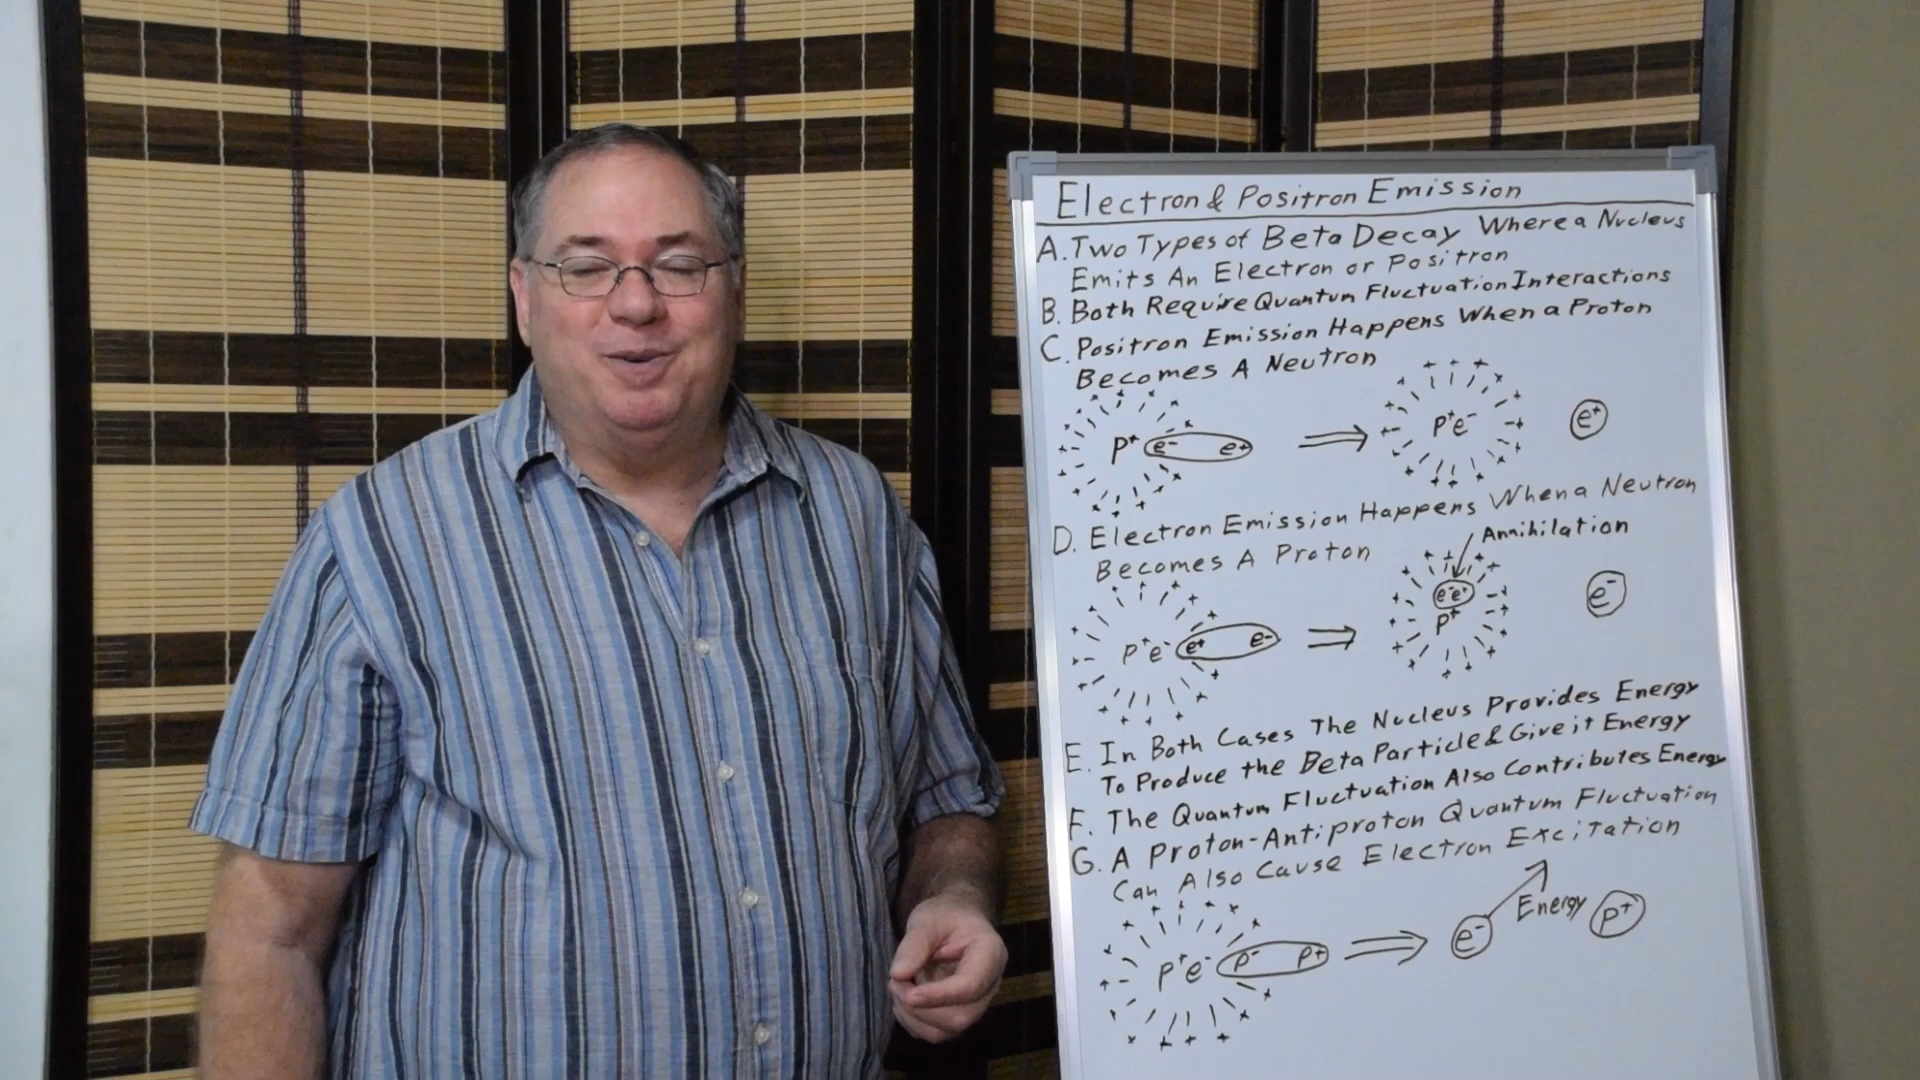 Electron & Positron Emission
A. Two Types of Beta Decay Where a Nucleus
Emits An Electron or Positron
B. Both Require Quantum Fluctuation Interactions
C. Positron Emission Happens When a Proton
Becomes A Neutron
P+ e- e+ ⇒ P+e- e+
D. Electron Emission Happens When a Neutron
Becomes A Proton
Annihilation
P+e- e+ e- ⇒ e-e+ P+ e-
E. In Both Cases The Nucleus Provides Energy
To Produce the Beta Particle & Give it Energy
F. The Quantum Fluctuation Also Contributes Energy
G. A Proton-Antiproton Quantum Fluctuation
Can Also Cause Electron Excitation
P+e- P- P+ ⇒ e- Energy P+